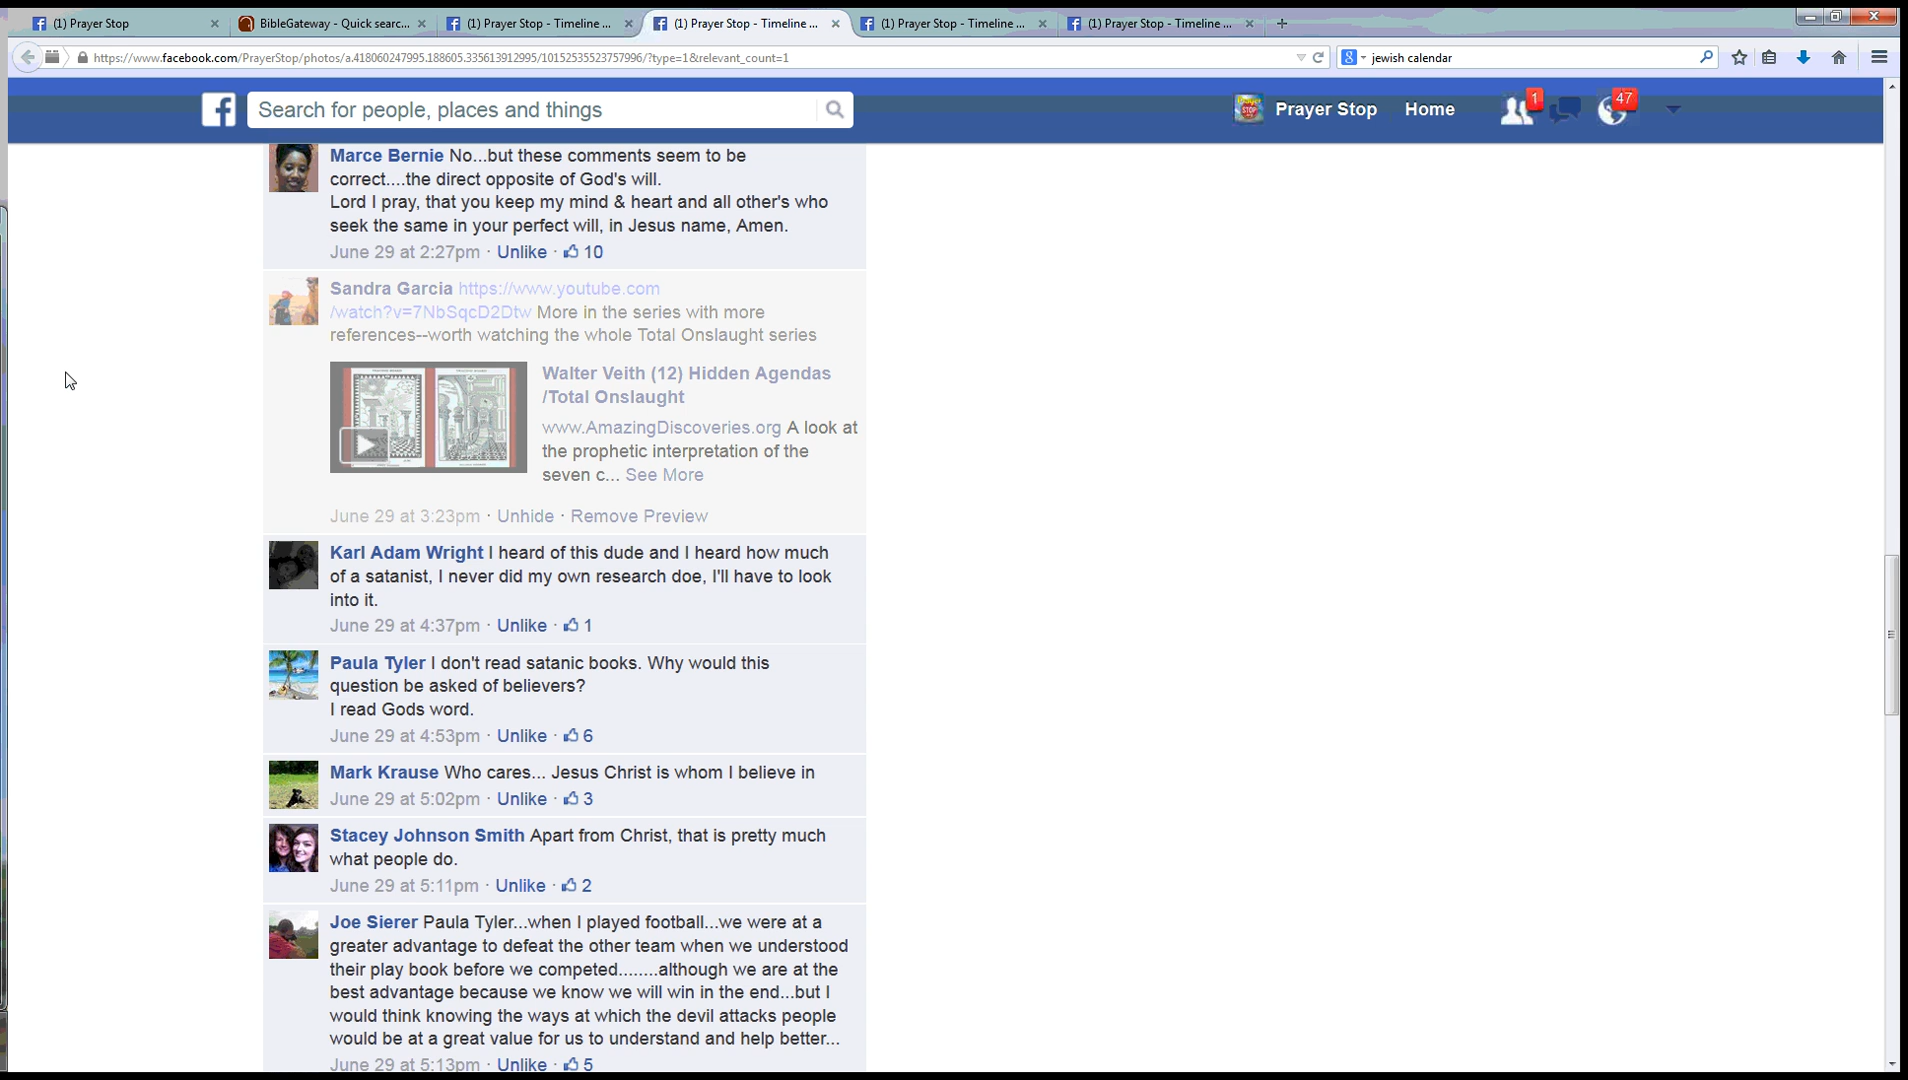 (1) Prayer Stop
BibleGateway - Quick searc...
(1) Prayer Stop - Timeline ...
(1) Prayer Stop - Timeline ...
(1) Prayer Stop - Timeline ...
(1) Prayer Stop - Timeline ...
https://www.facebook.com/PrayerStop/photos/a.418060247995.188605.335613912995/10152535523757996/?type=1&relevant_count=1
jewish calendar
Search for people, places and things
Prayer Stop
Home
1
47
Marce Bernie No...but these comments seem to be
correct....the direct opposite of God's will.
Lord I pray, that you keep my mind & heart and all other's who
seek the same in your perfect will, in Jesus name, Amen.
June 29 at 2:27pm · Unlike · 10
Sandra Garcia https://www.youtube.com
/watch?v=7NbSqcD2Dtw More in the series with more
references--worth watching the whole Total Onslaught series
Walter Veith (12) Hidden Agendas
/Total Onslaught
www.AmazingDiscoveries.org A look at
the prophetic interpretation of the
seven c... See More
June 29 at 3:23pm · Unhide · Remove Preview
Karl Adam Wright I heard of this dude and I heard how much
of a satanist, I never did my own research doe, I'll have to look
into it.
June 29 at 4:37pm · Unlike · 1
Paula Tyler I don't read satanic books. Why would this
question be asked of believers?
I read Gods word.
June 29 at 4:53pm · Unlike · 6
Mark Krause Who cares... Jesus Christ is whom I believe in
June 29 at 5:02pm · Unlike · 3
Stacey Johnson Smith Apart from Christ, that is pretty much
what people do.
June 29 at 5:11pm · Unlike · 2
Joe Sierer Paula Tyler...when I played football...we were at a
greater advantage to defeat the other team when we understood
their play book before we competed........although we are at the
best advantage because we know we will win in the end...but I
would think knowing the ways at which the devil attacks people
would be at a great value for us to understand and help better...
June 29 at 5:13pm · Unlike · 5